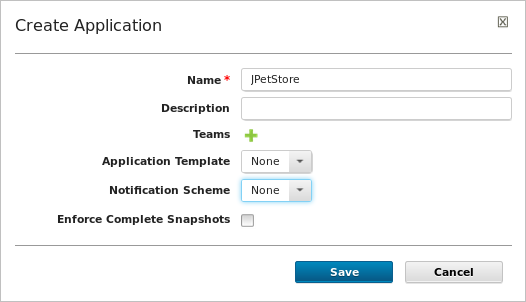 Create Application
Name * JPetStore
Description
Teams
Application Template None
Notification Scheme None
Enforce Complete Snapshots
Save Cancel